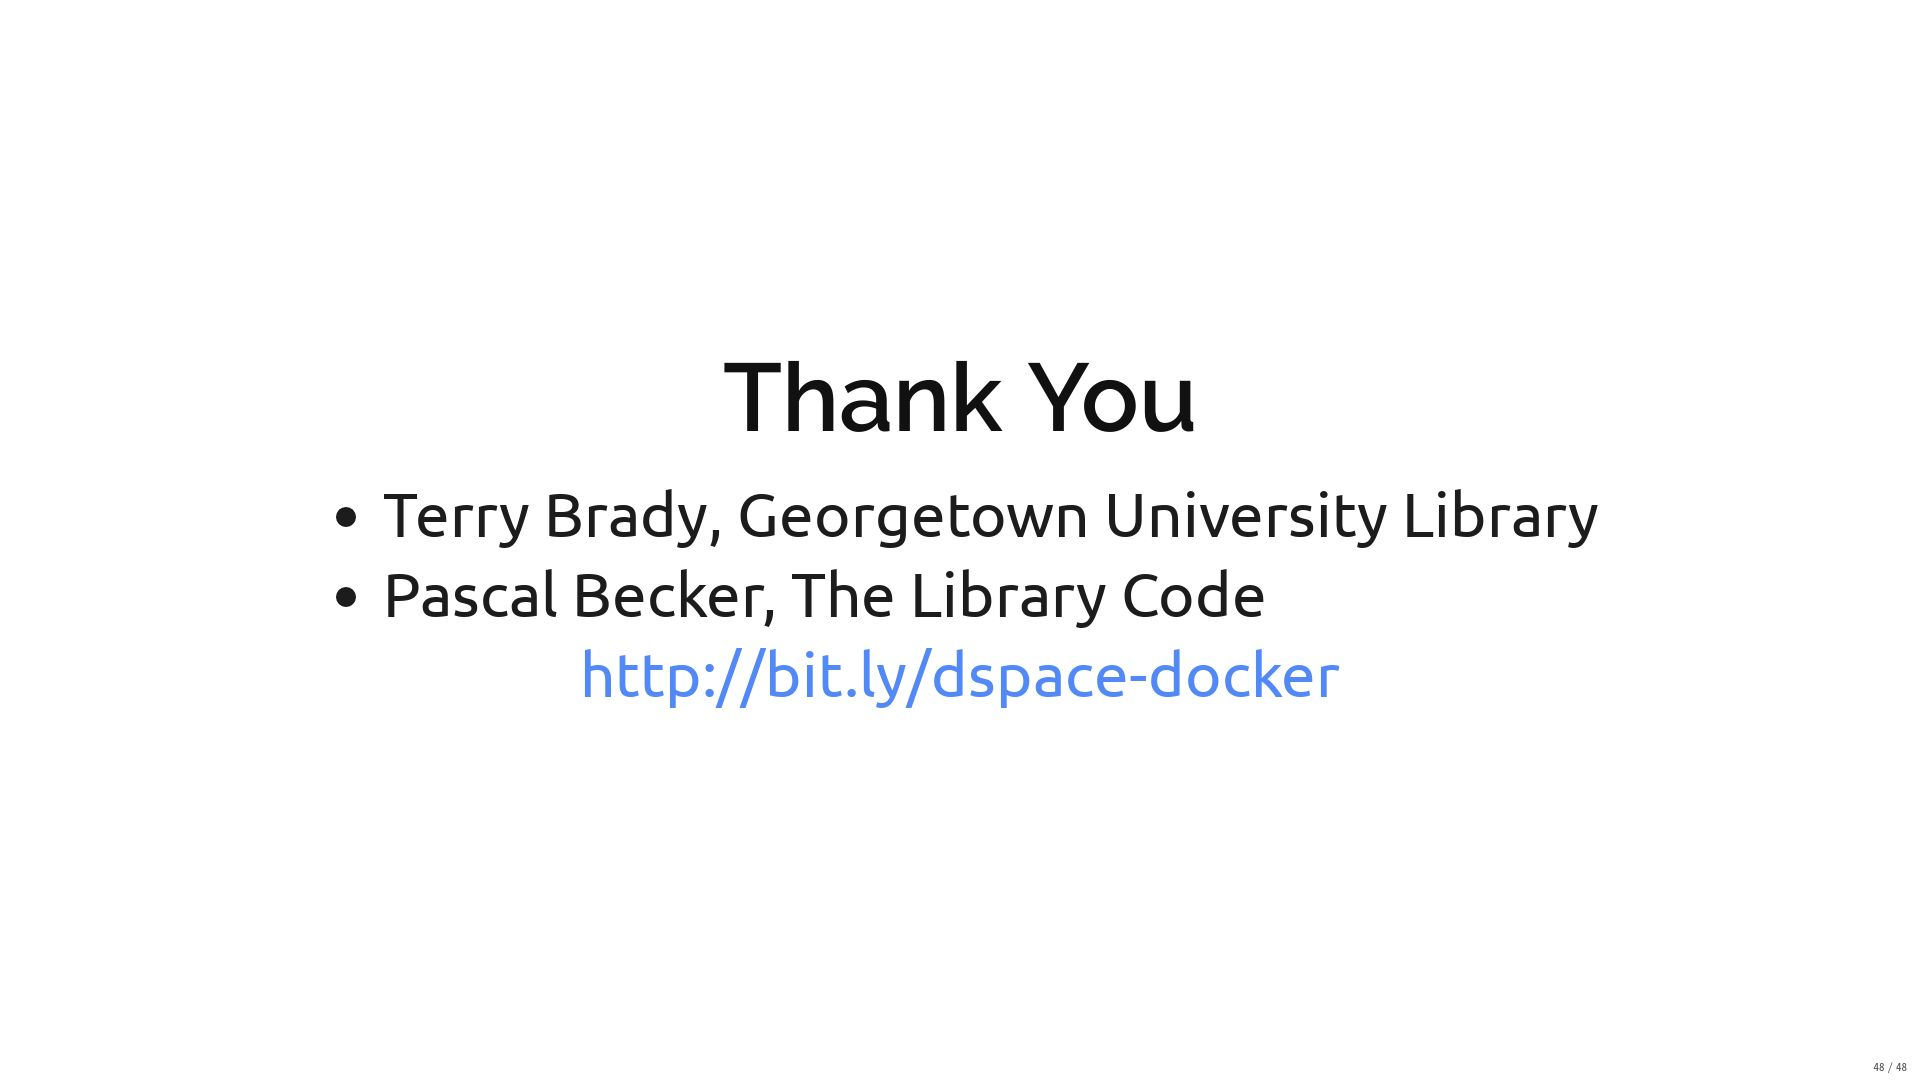 Thank You
• Terry Brady, Georgetown University Library
• Pascal Becker, The Library Code
http://bit.ly/dspace-docker
48 / 48